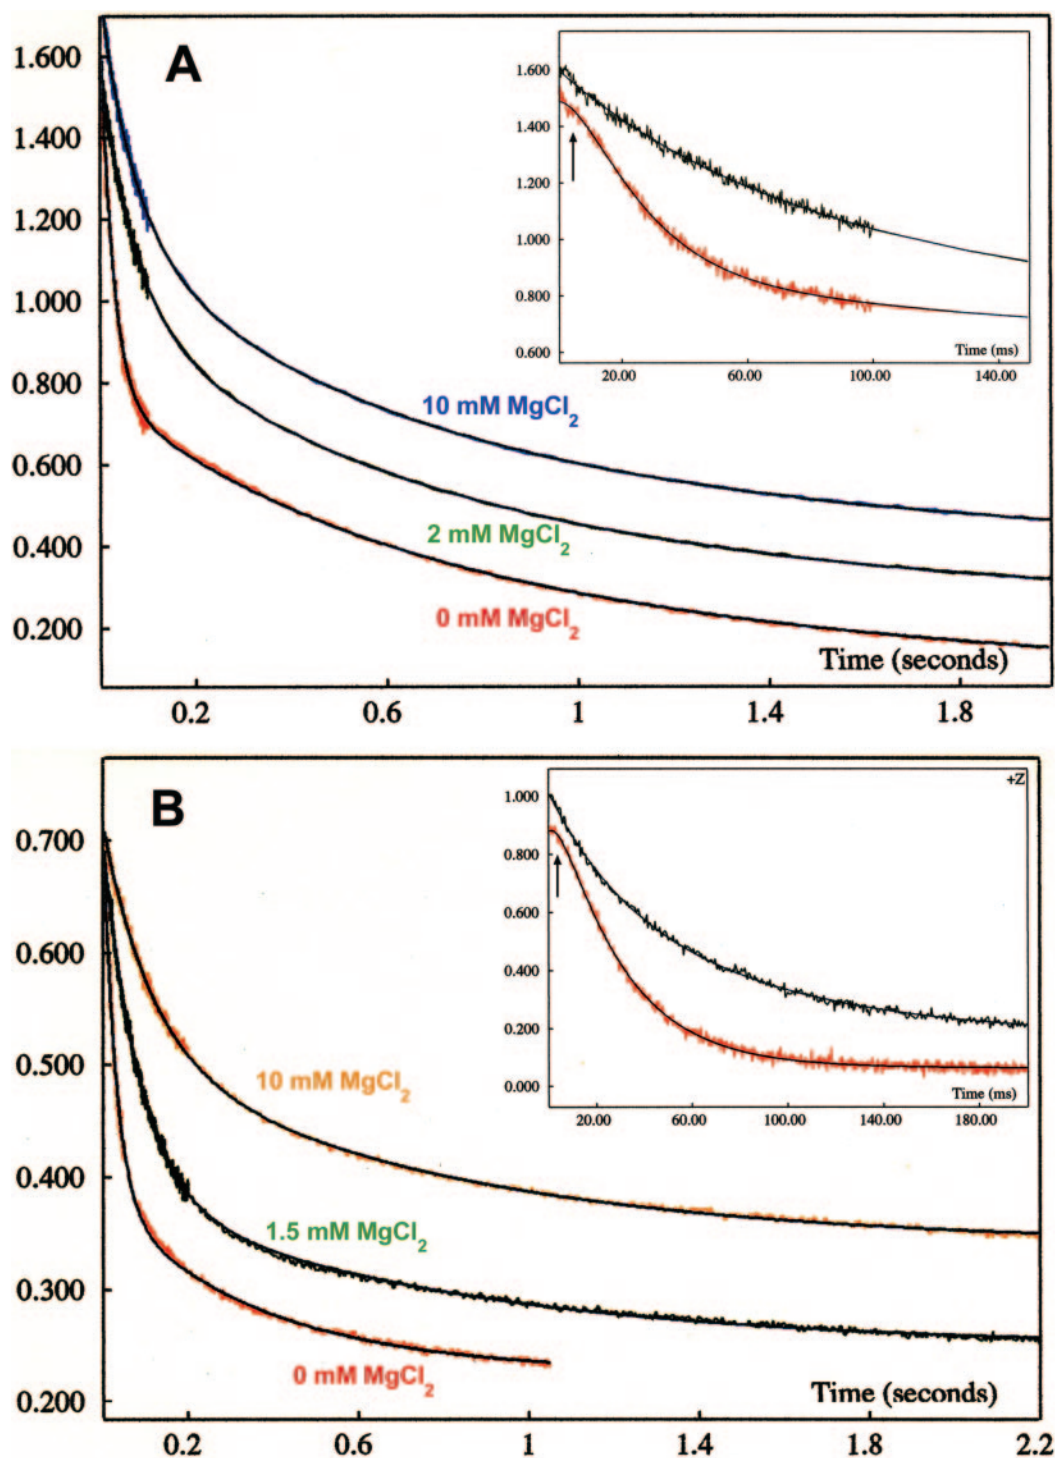 A
1.600
1.400
1.200
1.000
0.800
0.600
0.400
0.200
1.600
1.400
1.200
1.000
0.800
0.600
Time (ms)
20.00 60.00 100.00 140.00
10 mM MgCl2
2 mM MgCl2
0 mM MgCl2
Time (seconds)
0.2 0.6 1 1.4 1.8
B
0.700
0.600
0.500
0.400
0.300
0.200
+Z
1.000
0.800
0.600
0.400
0.200
0.000
Time (ms)
20.00 60.00 100.00 140.00 180.00
10 mM MgCl2
1.5 mM MgCl2
0 mM MgCl2
Time (seconds)
0.2 0.6 1 1.4 1.8 2.2